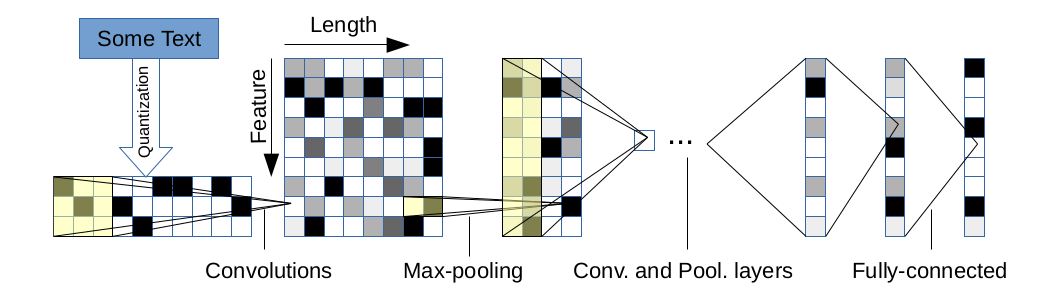 Some Text
Quantization
Length
Feature
...
Convolutions
Max-pooling
Conv. and Pool. layers
Fully-connected